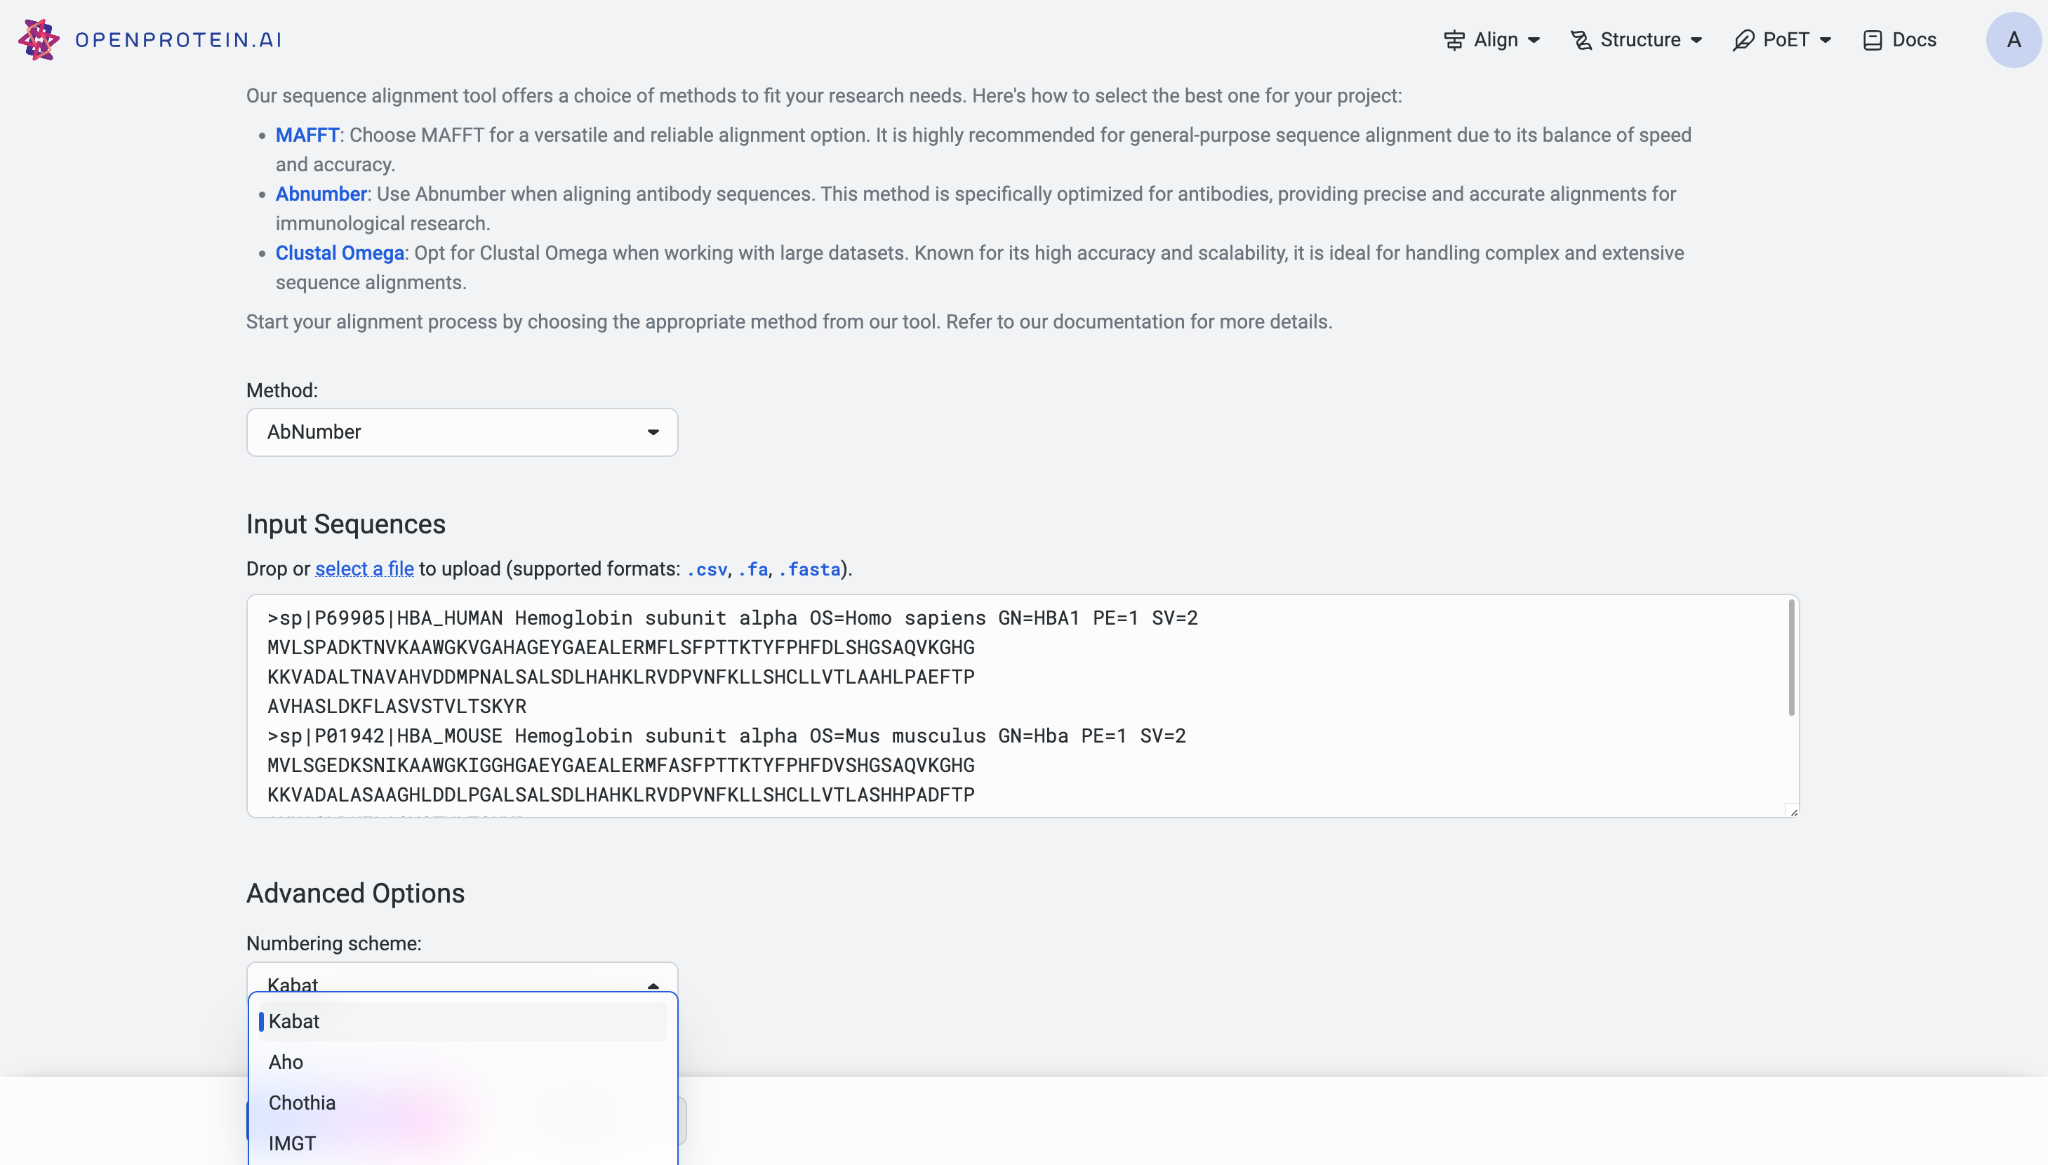 OPENPROTEIN.AI
Align
Structure
PoET
Docs
A
Our sequence alignment tool offers a choice of methods to fit your research needs. Here's how to select the best one for your project:
• MAFFT: Choose MAFFT for a versatile and reliable alignment option. It is highly recommended for general-purpose sequence alignment due to its balance of speed
and accuracy.
• Abnumber: Use Abnumber when aligning antibody sequences. This method is specifically optimized for antibodies, providing precise and accurate alignments for
immunological research.
• Clustal Omega: Opt for Clustal Omega when working with large datasets. Known for its high accuracy and scalability, it is ideal for handling complex and extensive
sequence alignments.
Start your alignment process by choosing the appropriate method from our tool. Refer to our documentation for more details.
Method:
AbNumber
Input Sequences
Drop or select a file to upload (supported formats: .csv, .fa, .fasta).
>sp|P69905|HBA_HUMAN Hemoglobin subunit alpha OS=Homo sapiens GN=HBA1 PE=1 SV=2
MVLSPADKTNVKAAWGKVGAHAGEYGAEALERMFLSFPTTKTYFPHFDLSHGSAQVKGHG
KKVADALTNAVAHVDDMPNALSALSDLHAHKLRVDPVNFKLLSHCLLVTLAAHLPAEFTP
AVHASLDKFLASVSTVLTSKYR
>sp|P01942|HBA_MOUSE Hemoglobin subunit alpha OS=Mus musculus GN=Hba PE=1 SV=2
MVLSGEDKSNIKAAWGKIGGHGAEYGAEALERMFASFPTTKTYFPHFDVSHGSAQVKGHG
KKVADALASAAGHLDDLPGALSALSDLHAHKLRVDPVNFKLLSHCLLVTLASHHPADFTP
Advanced Options
Numbering scheme:
Kabat
Kabat
Aho
Chothia
IMGT